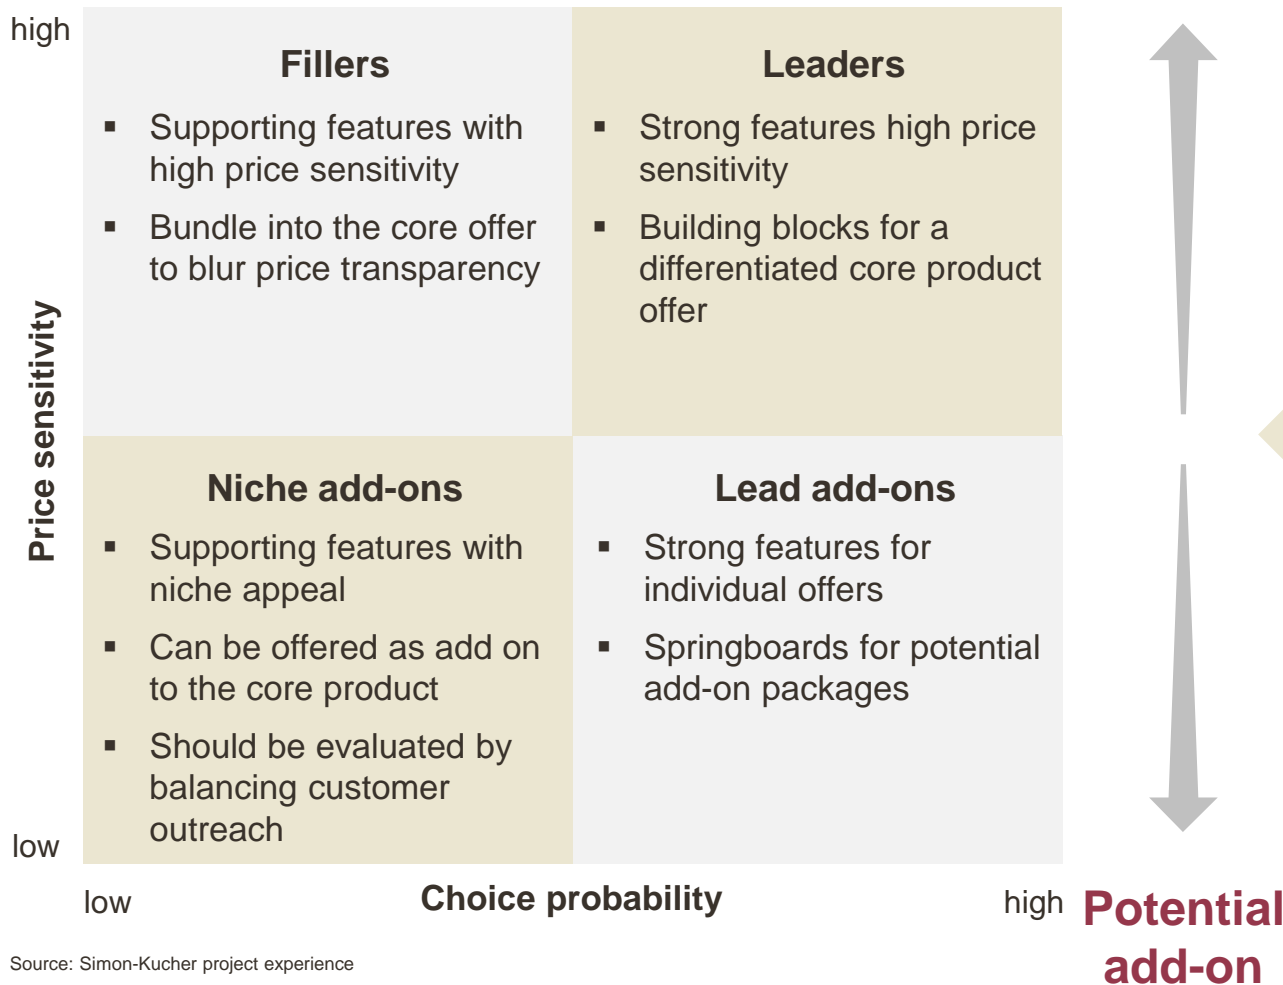 high
Fillers
▪ Supporting features with
high price sensitivity
▪ Bundle into the core offer
to blur price transparency
Leaders
▪ Strong features high price
sensitivity
▪ Building blocks for a
differentiated core product
offer
Price sensitivity
Niche add-ons
▪ Supporting features with
niche appeal
▪ Can be offered as add on
to the core product
▪ Should be evaluated by
balancing customer
outreach
Lead add-ons
▪ Strong features for
individual offers
▪ Springboards for potential
add-on packages
low
low
Choice probability
high
Potential
add-on
Source: Simon-Kucher project experience